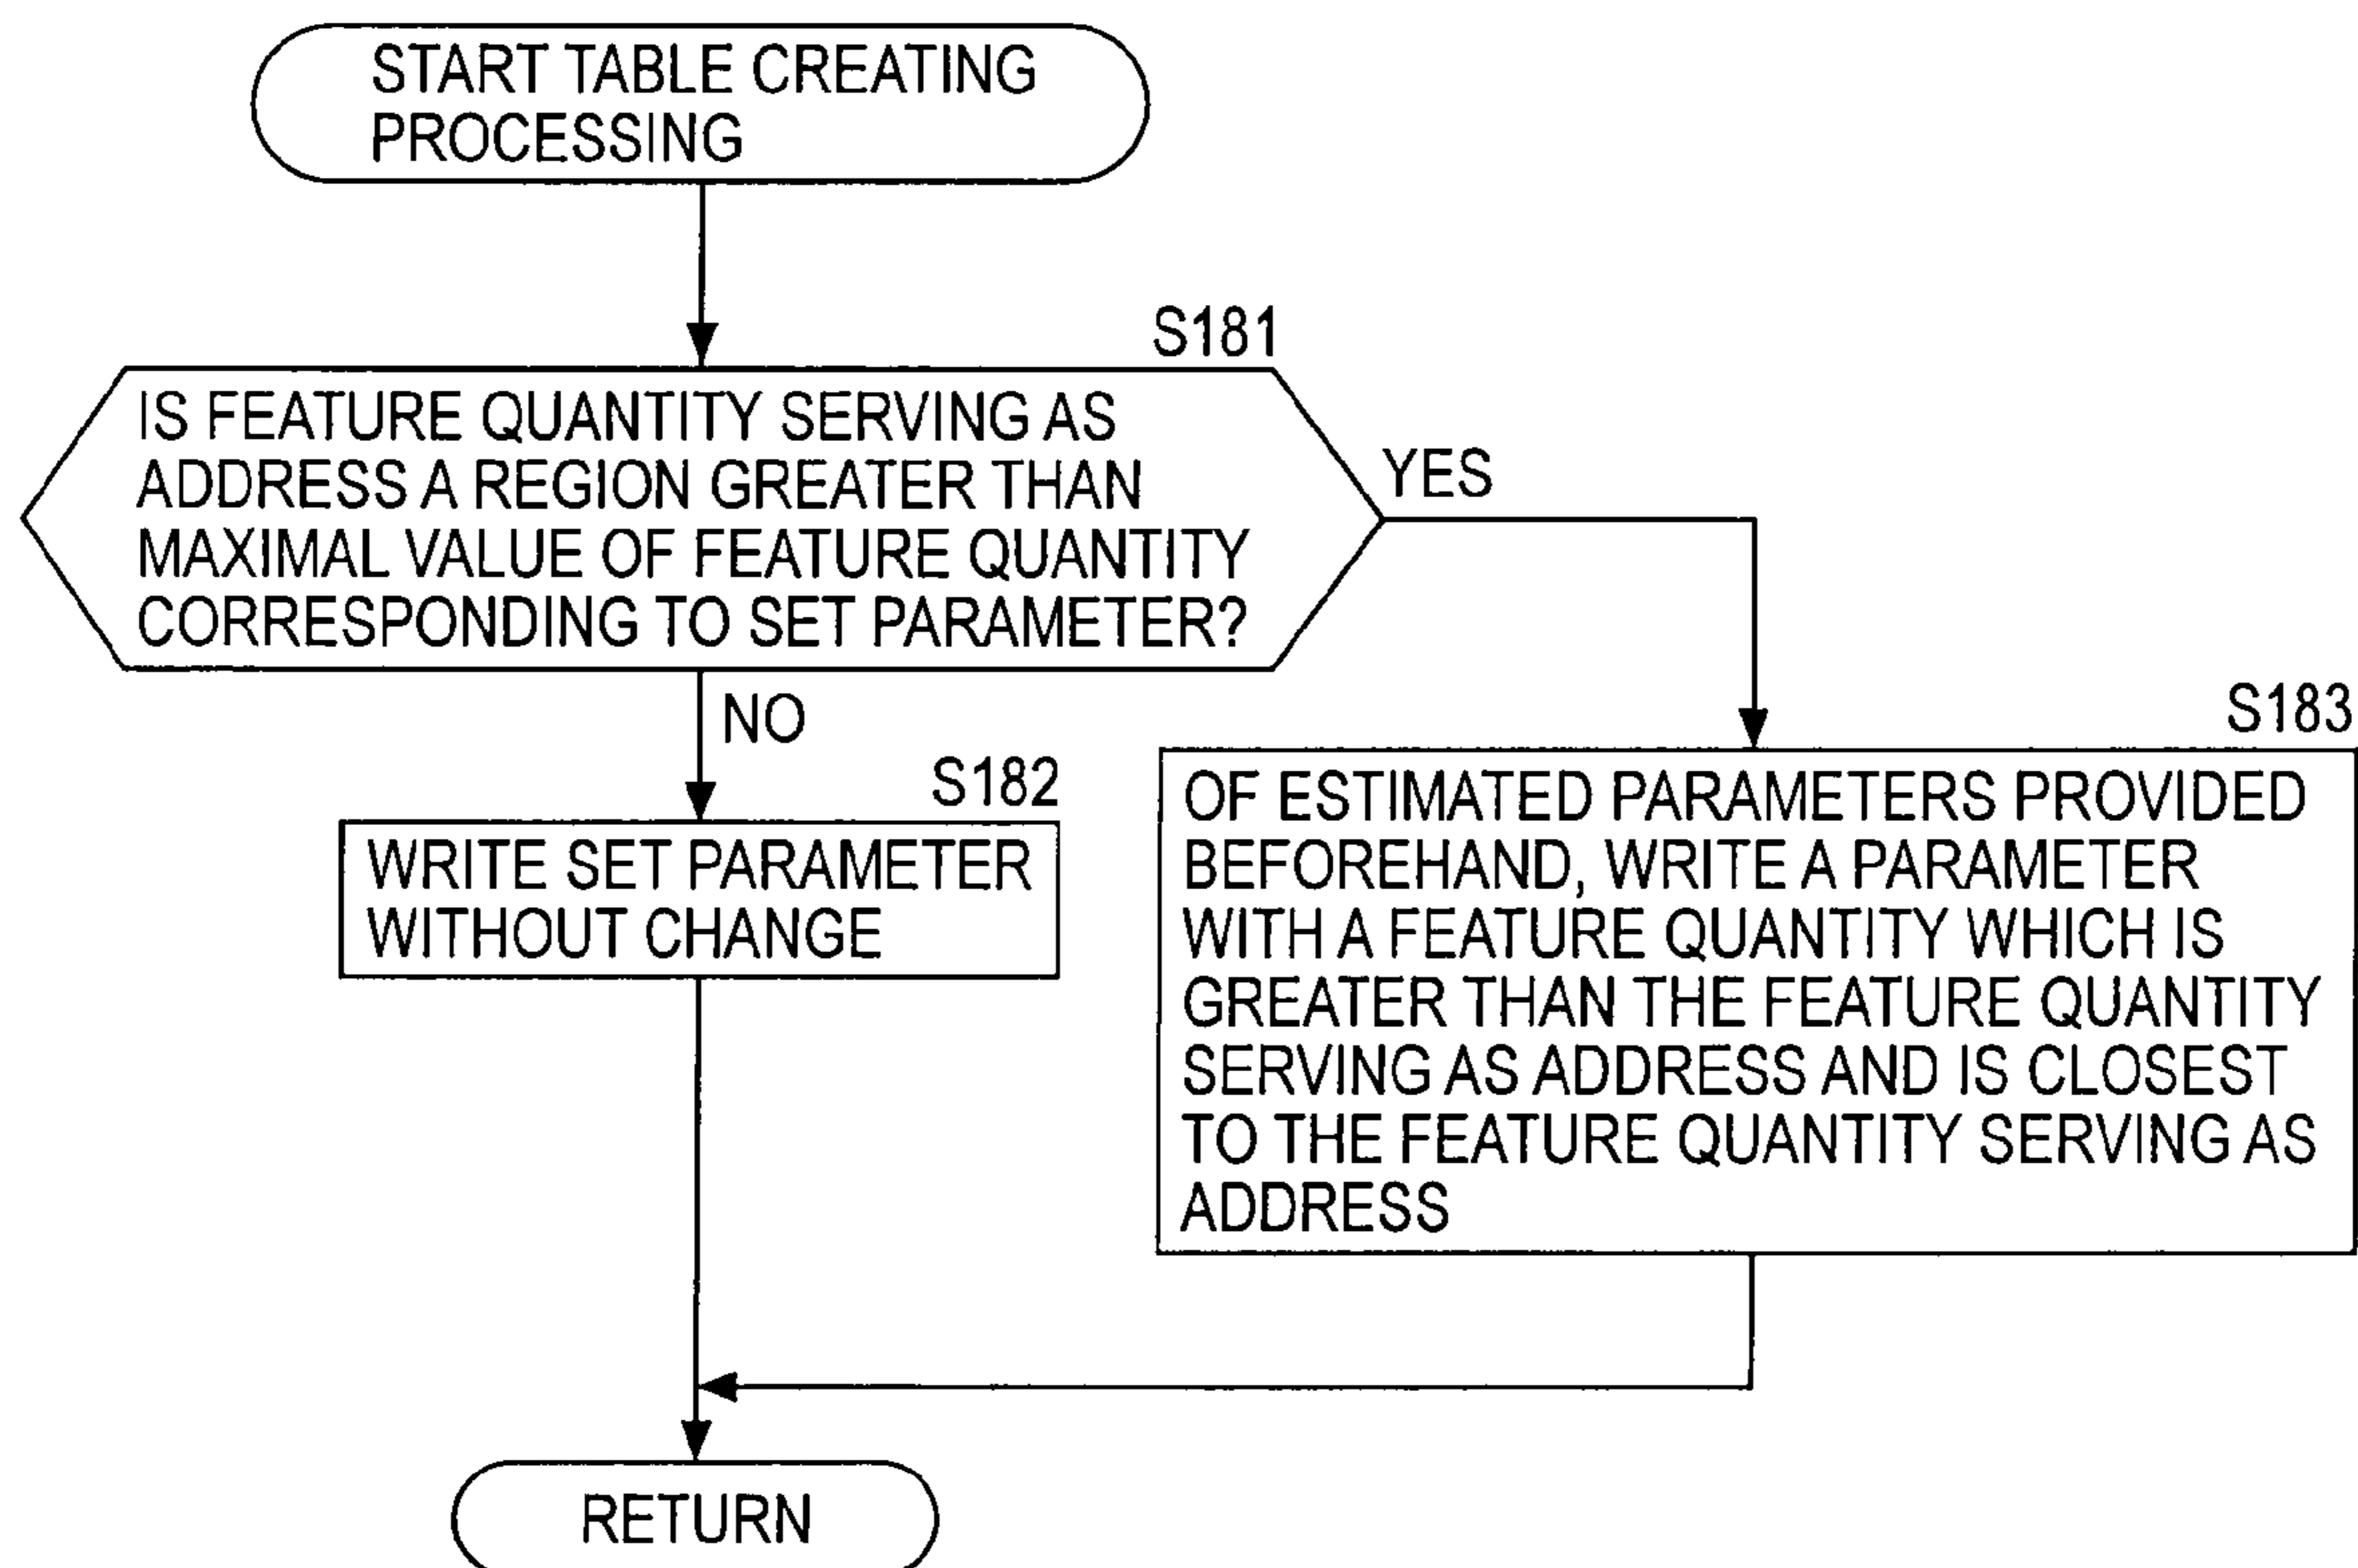 START TABLE CREATING
PROCESSING
S181
IS FEATURE QUANTITY SERVING AS
ADDRESS A REGION GREATER THAN
MAXIMAL VALUE OF FEATURE QUANTITY
CORRESPONDING TO SET PARAMETER?
YES
NO
S182
WRITE SET PARAMETER
WITHOUT CHANGE
S183
OF ESTIMATED PARAMETERS PROVIDED
BEFOREHAND, WRITE A PARAMETER
WITH A FEATURE QUANTITY WHICH IS
GREATER THAN THE FEATURE QUANTITY
SERVING AS ADDRESS AND IS CLOSEST
TO THE FEATURE QUANTITY SERVING AS
ADDRESS
RETURN